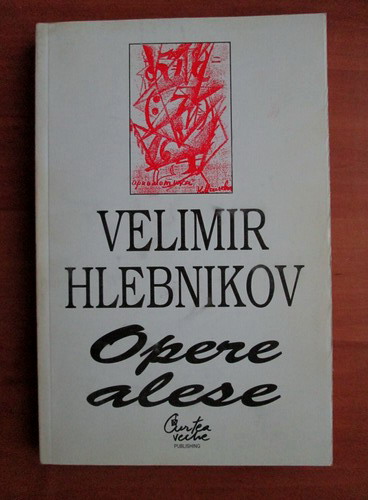 VELIMIR
HLEBNIKOV
Opere
alese
Curtea
veche
PUBLISHING